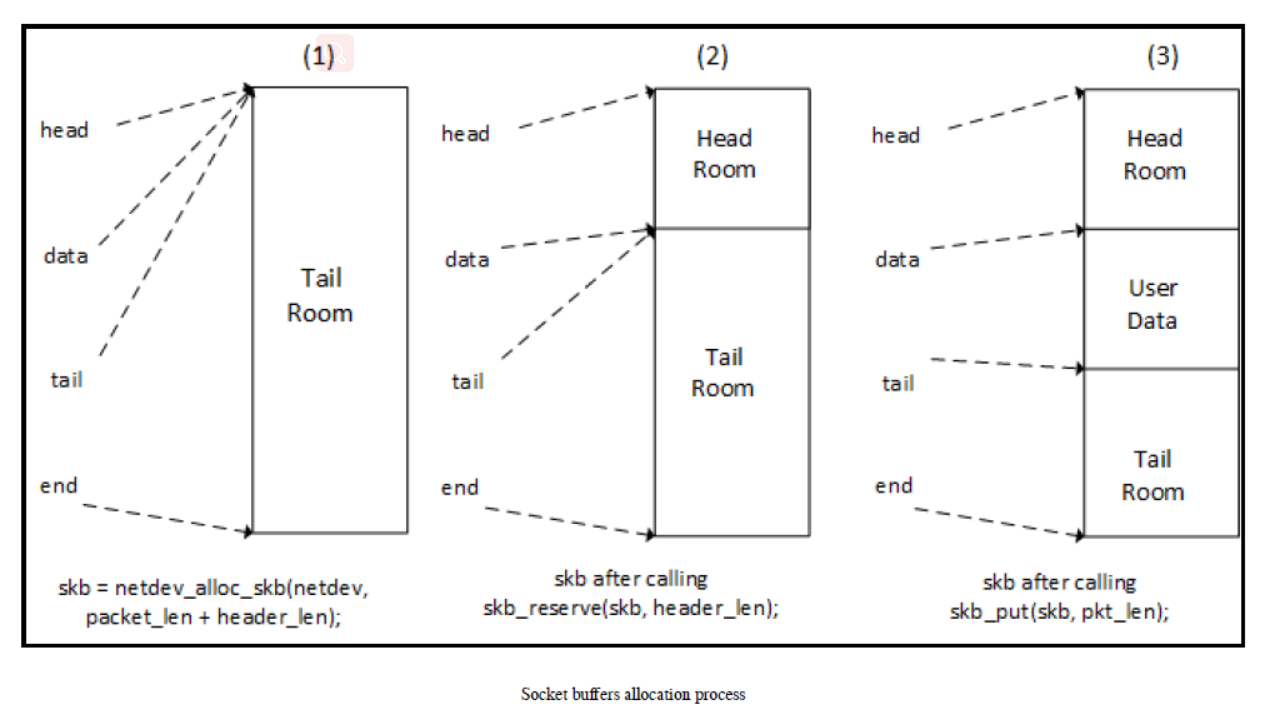 (1)
head
data
tail
end
Tail
Room
skb = netdev_alloc_skb(netdev,
packet_len + header_len);
(2)
head
data
tail
end
Head
Room
Tail
Room
skb after calling
skb_reserve(skb, header_len);
(3)
head
data
tail
end
Head
Room
User
Data
Tail
Room
skb after calling
skb_put(skb, pkt_len);
Socket buffers allocation process